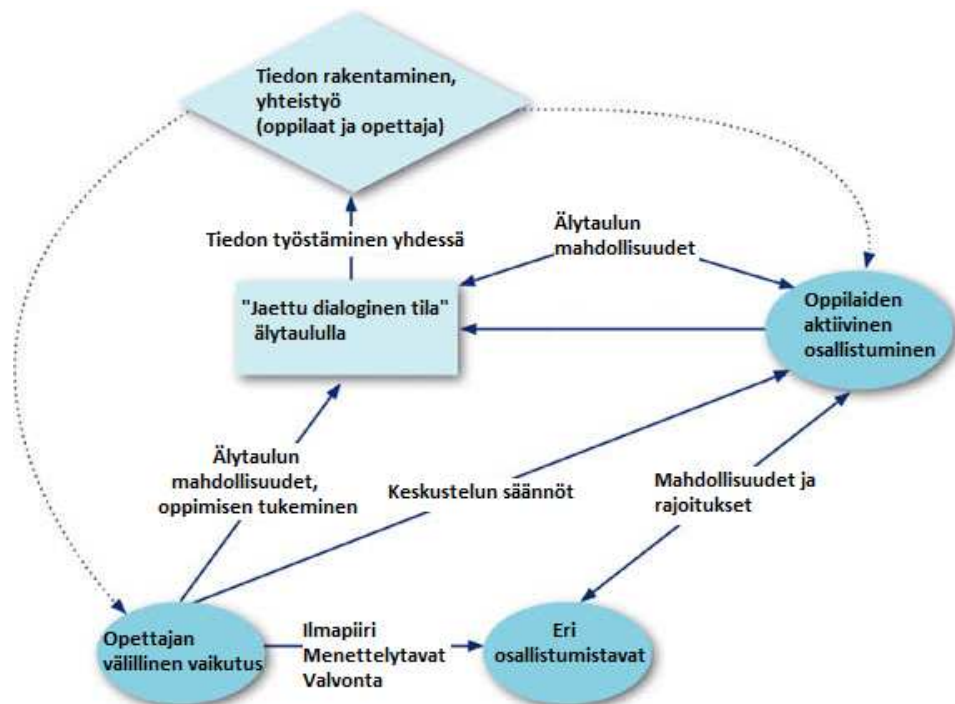 Tiedon rakentaminen,
yhteistyö
(oppilaat ja opettaja)
Tiedon työstäminen yhdessä
Älytaulun
mahdollisuudet
"Jaettu dialoginen tila"
älytaululla
Oppilaiden
aktiivinen
osallistuminen
Älytaulun
mahdollisuudet,
oppimisen tukeminen
Keskustelun säännöt
Mahdollisuudet ja
rajoitukset
Opettajan
välillinen vaikutus
Ilmapiiri
Menettelytavat
Valvonta
Eri
osallistumistavat